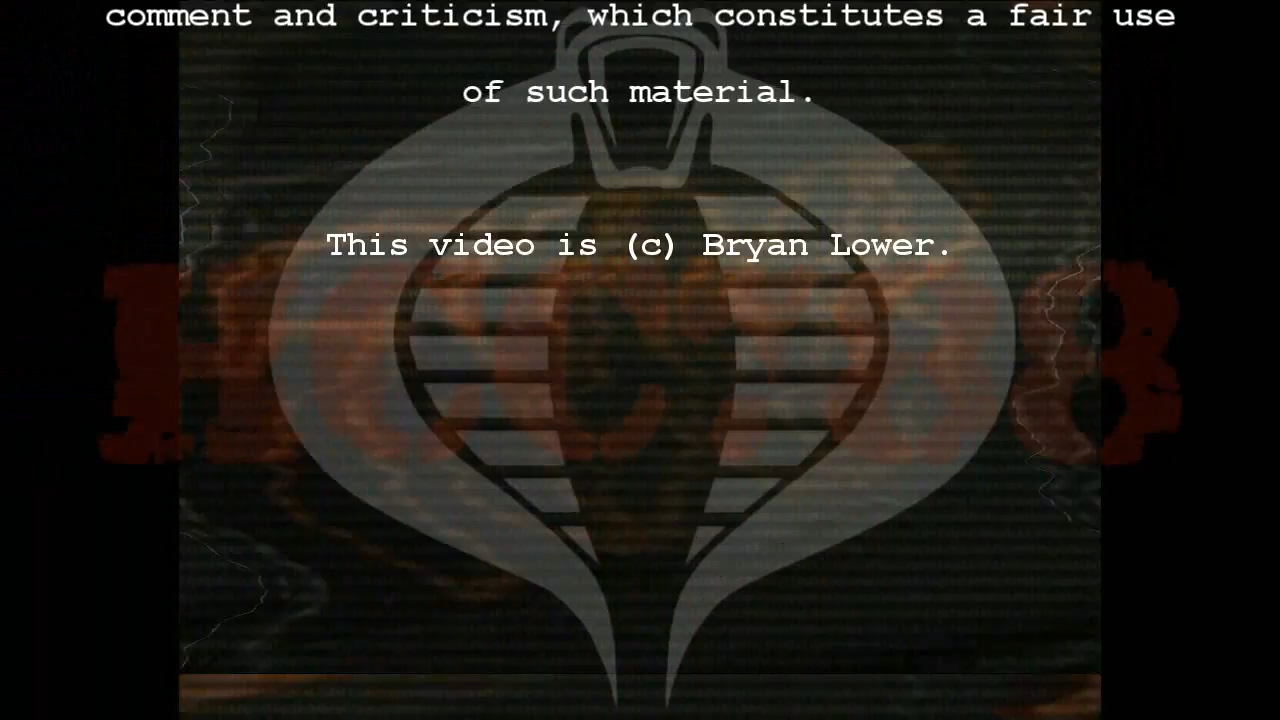 comment and criticism, which constitutes a fair use
of such material.
This video is (c) Bryan Lower.